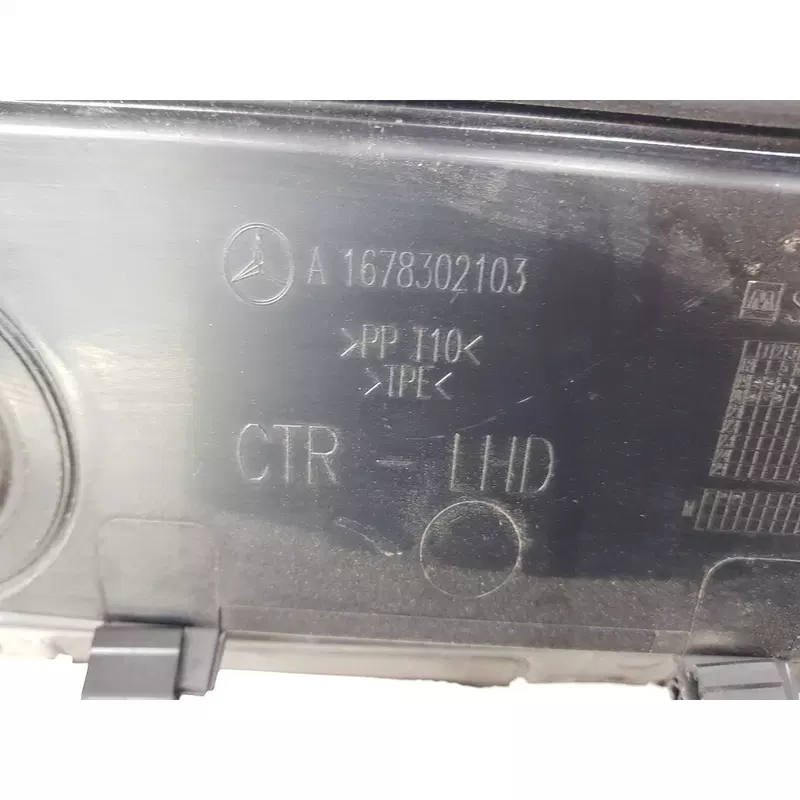 A 1678302103
>PP T10<
>TPE<
CTR - LHD